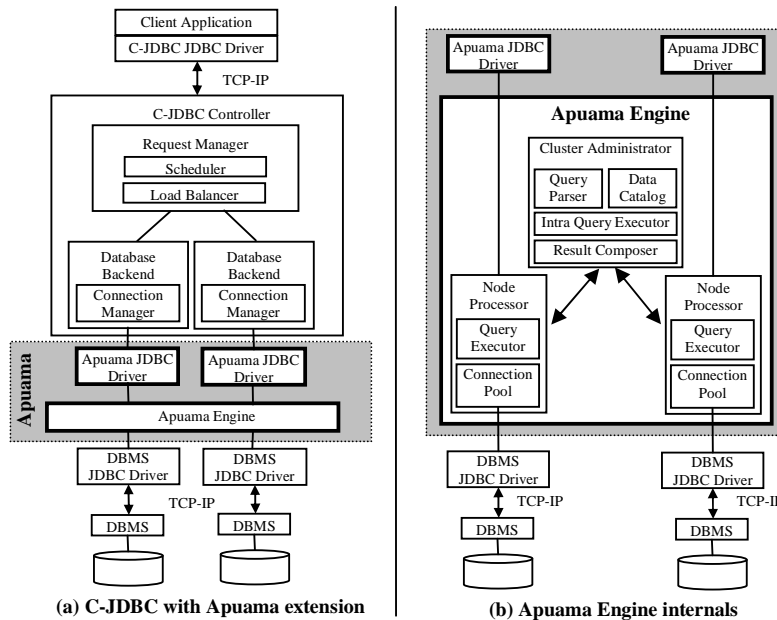 Client Application
C-JDBC JDBC Driver
TCP-IP
C-JDBC Controller
Request Manager
Scheduler
Load Balancer
Database
Backend
Connection
Manager
Database
Backend
Connection
Manager
Apuama
Apuama JDBC
Driver
Apuama JDBC
Driver
Apuama Engine
DBMS
JDBC Driver
DBMS
JDBC Driver
TCP-IP
DBMS
DBMS
(a) C-JDBC with Apuama extension
Apuama JDBC
Driver
Apuama JDBC
Driver
Apuama Engine
Cluster Administrator
Query
Parser
Data
Catalog
Intra Query Executor
Result Composer
Node
Processor
Query
Executor
Connection
Pool
Node
Processor
Query
Executor
Connection
Pool
DBMS
JDBC Driver
DBMS
JDBC Driver
TCP-IP
TCP-IP
DBMS
DBMS
(b) Apuama Engine internals